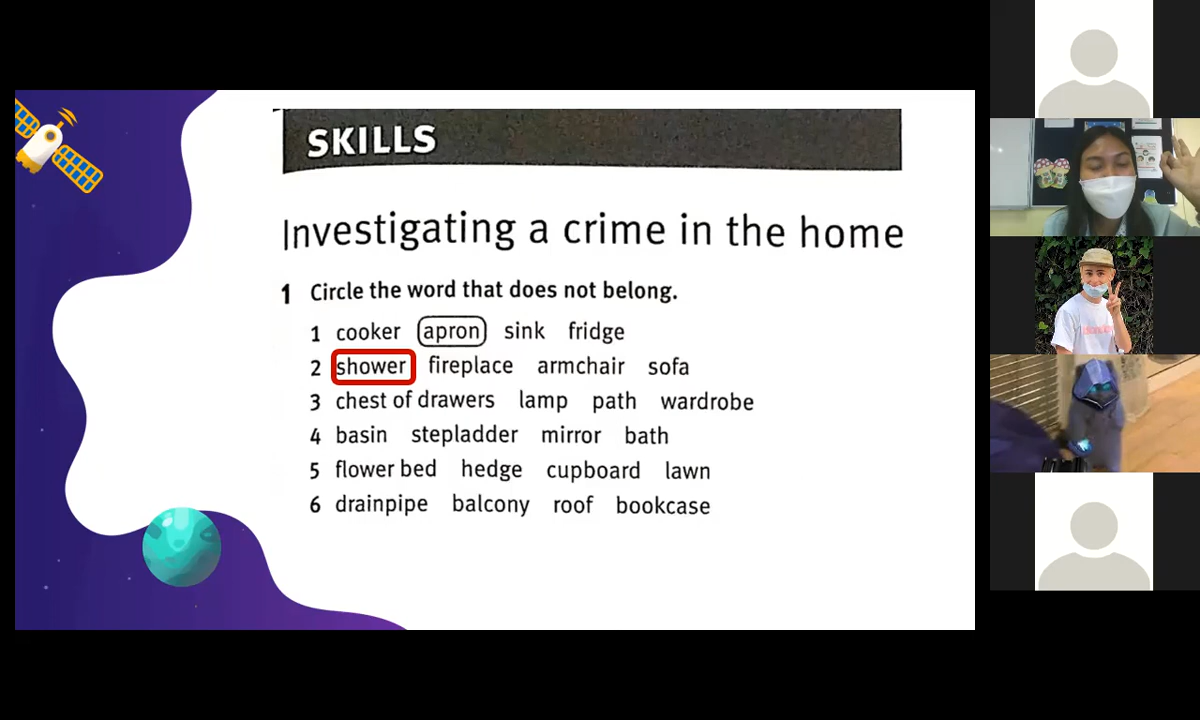 SKILLS
Investigating a crime in the home
1 Circle the word that does not belong.
1 cooker apron sink fridge
2 shower fireplace armchair sofa
3 chest of drawers lamp path wardrobe
4 basin stepladder mirror bath
5 flower bed hedge cupboard lawn
6 drainpipe balcony roof bookcase